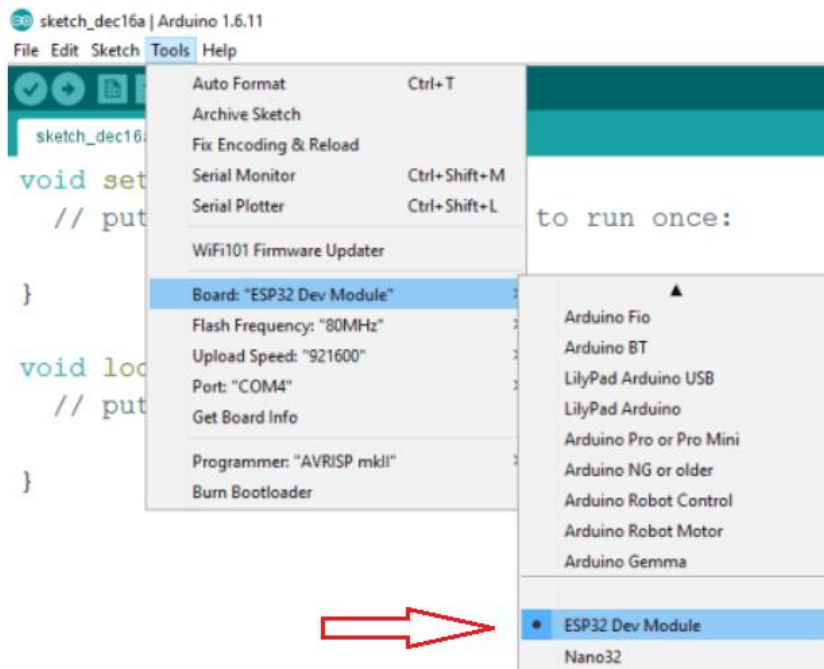 sketch_dec16a | Arduino 1.6.11
File Edit Sketch Tools Help
Auto Format Ctrl+T
Archive Sketch
sketch_dec16
Fix Encoding & Reload
void set
Serial Monitor Ctrl+Shift+M
// put
Serial Plotter Ctrl+Shift+L
to run once:
WiFi101 Firmware Updater
}
Board: "ESP32 Dev Module"
Flash Frequency: "80MHz"
Upload Speed: "921600"
void loo
Port: "COM4"
// put
Get Board Info
Programmer: "AVRISP mkII"
}
Burn Bootloader
Arduino Fio
Arduino BT
LilyPad Arduino USB
LilyPad Arduino
Arduino Pro or Pro Mini
Arduino NG or older
Arduino Robot Control
Arduino Robot Motor
Arduino Gemma
ESP32 Dev Module
Nano32